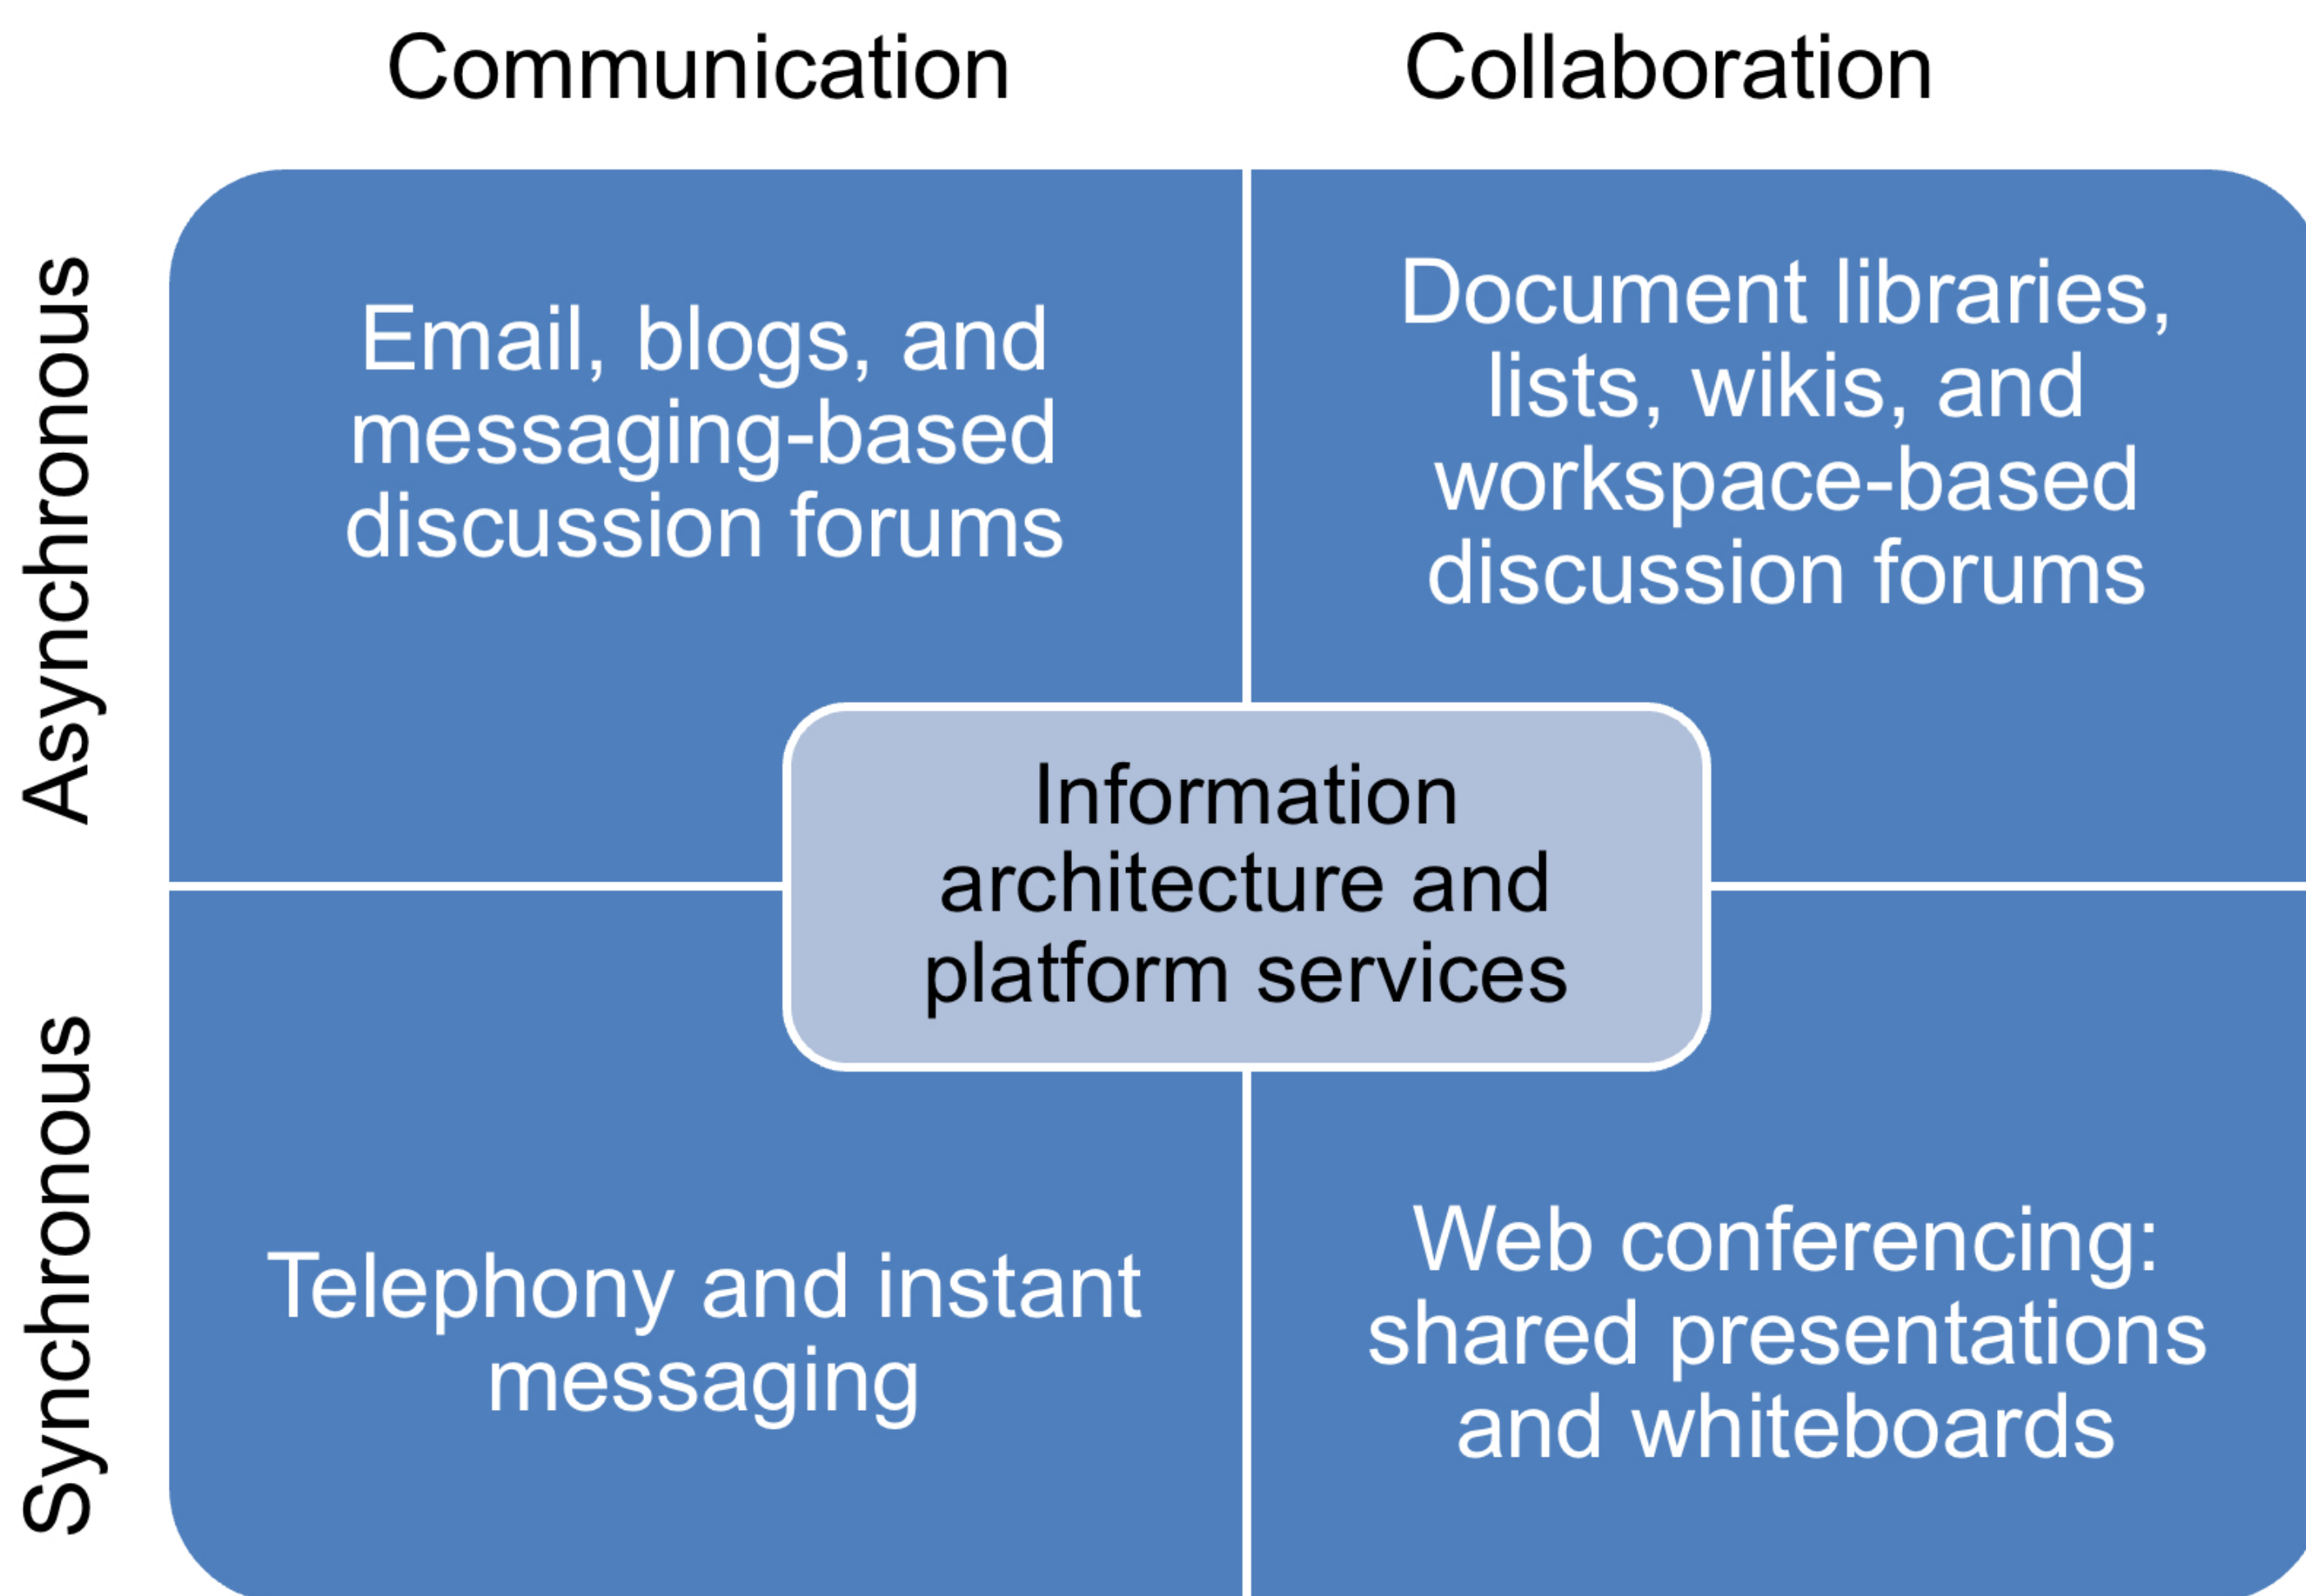 Communication
Collaboration
Asynchronous
Email, blogs, and
messaging-based
discussion forums
Document libraries,
lists, wikis, and
workspace-based
discussion forums
Information
architecture and
platform services
Synchronous
Telephony and instant
messaging
Web conferencing:
shared presentations
and whiteboards